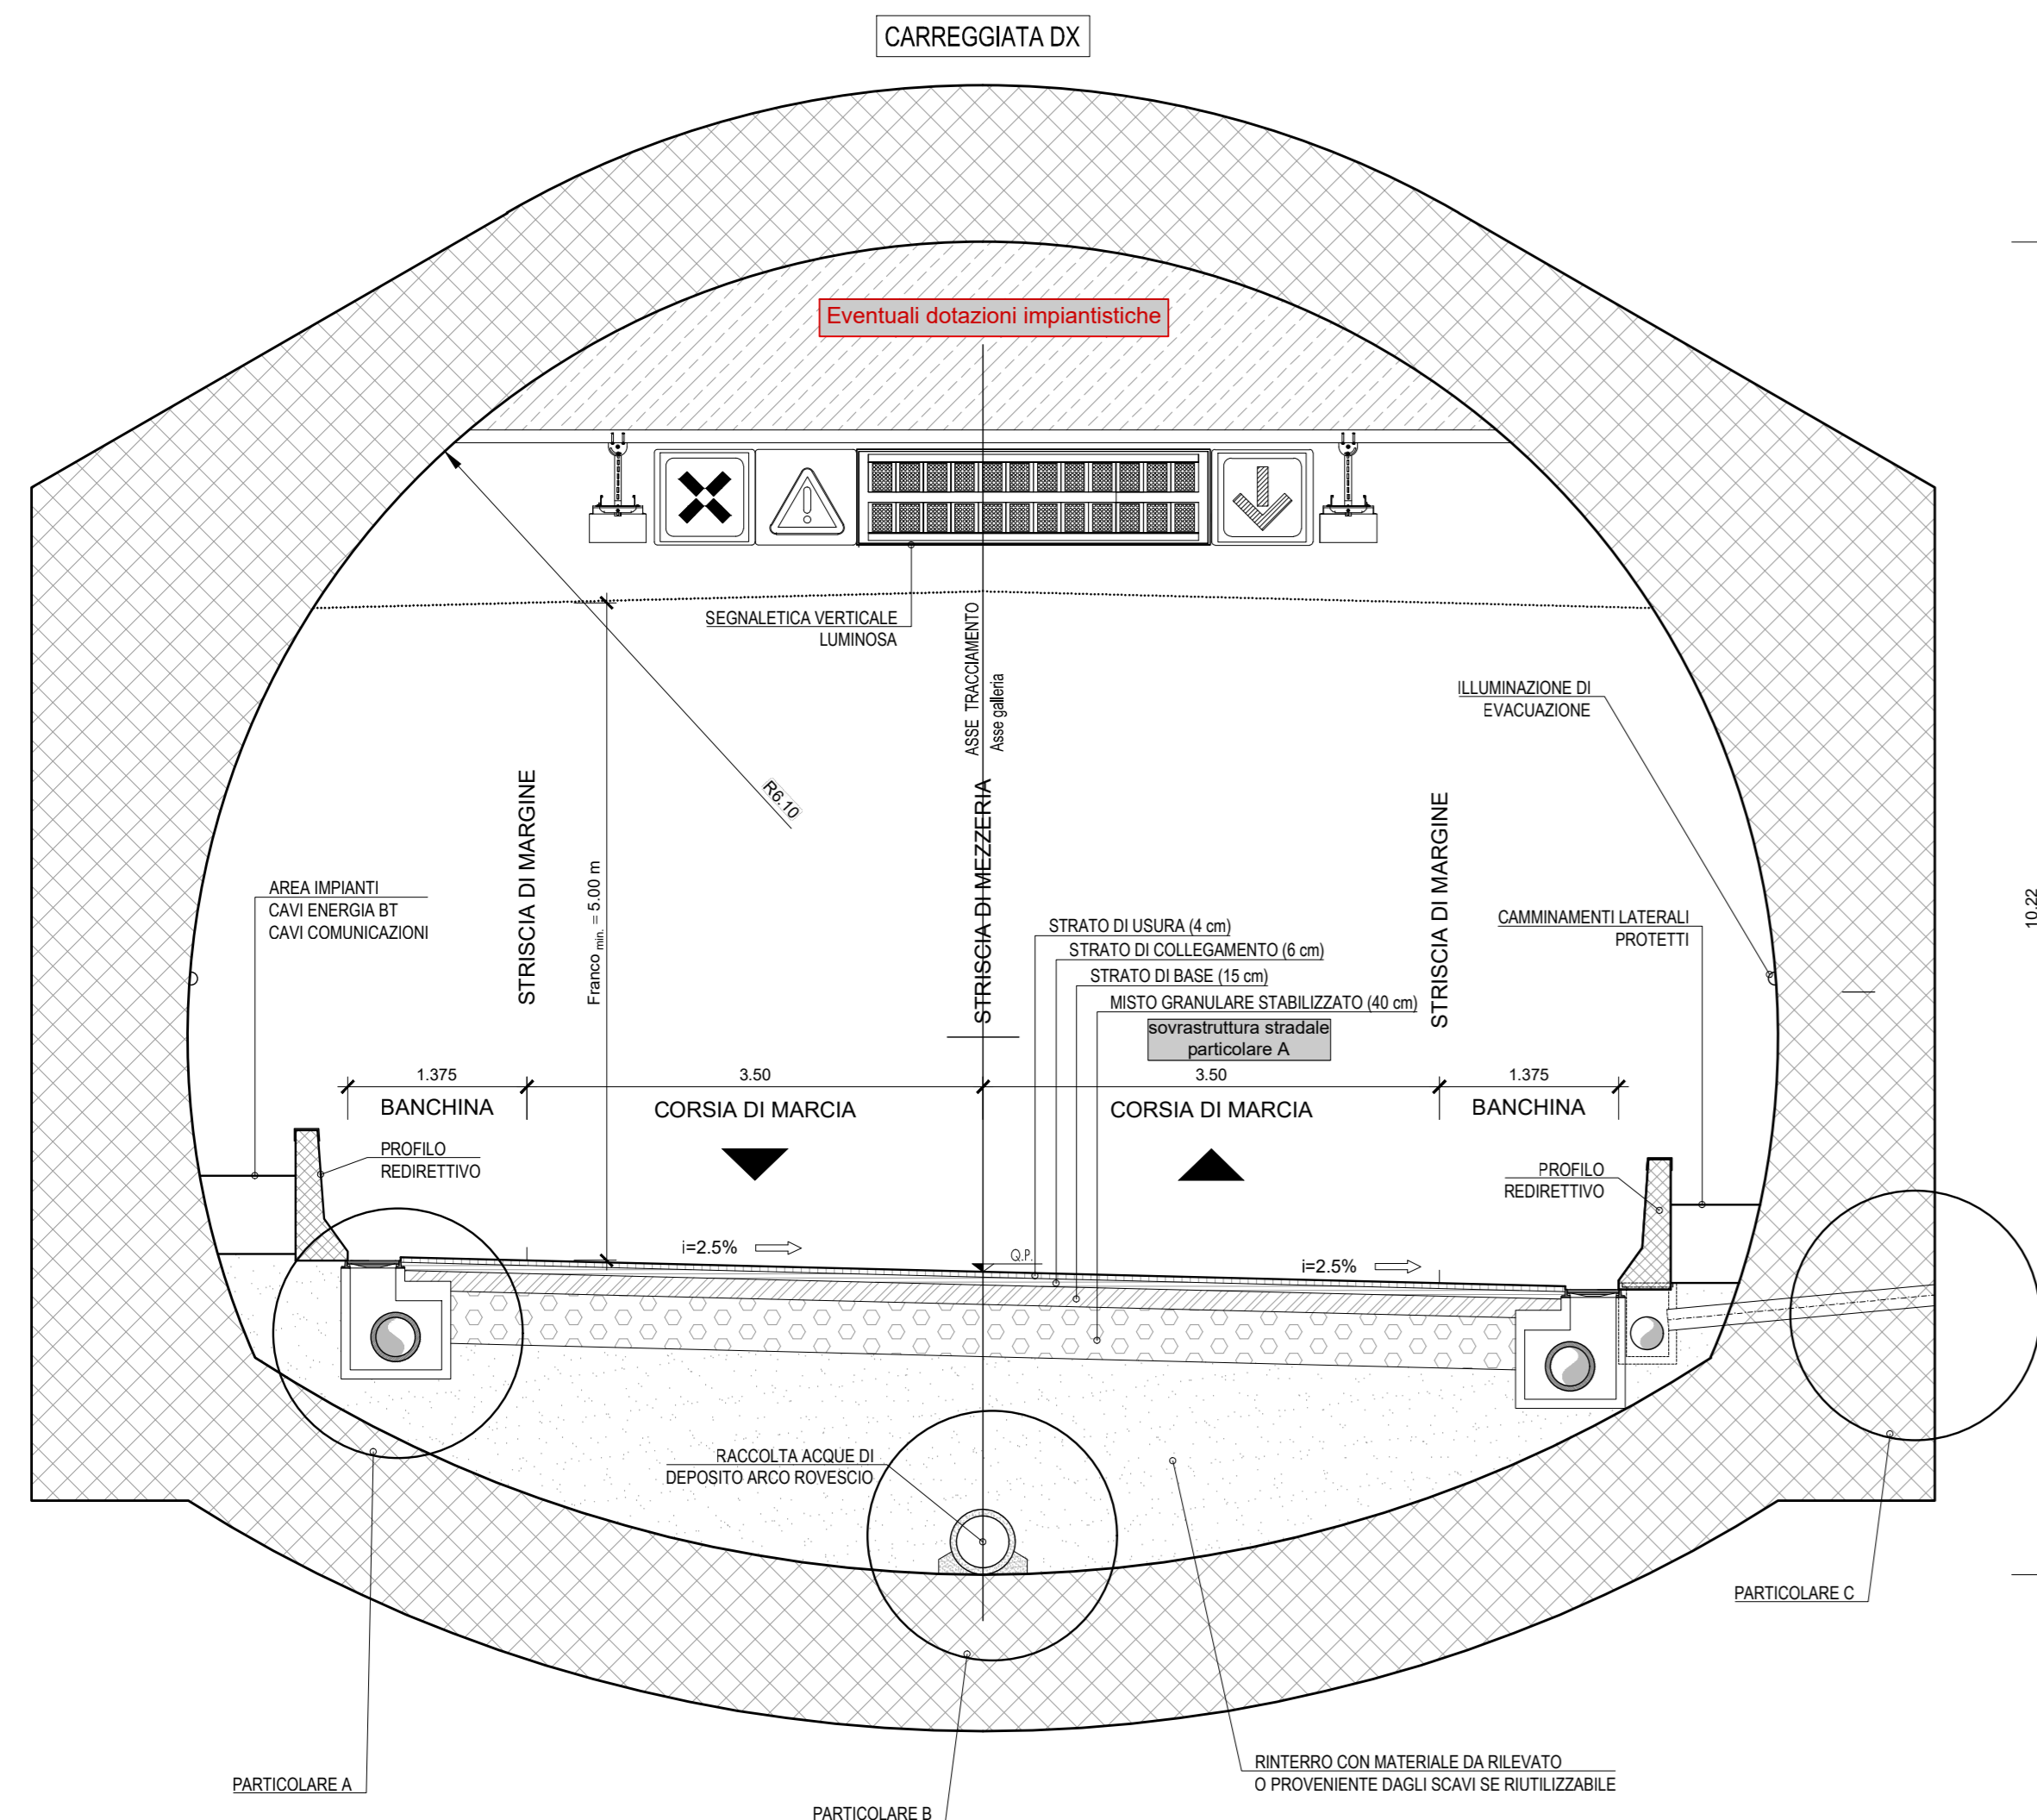 CARREGGIATA DX
Eventuali dotazioni impiantistiche
SEGNALETICA VERTICALE
LUMINOSA
ASSE TRACCIAMENTO
Asse galleria
ILLUMINAZIONE DI
EVACUAZIONE
R6.10
STRISCIA DI MARGINE
Franco min. = 5.00 m
STRISCIA DI MEZZERIA
STRISCIA DI MARGINE
10.22
AREA IMPIANTI
CAVI ENERGIA BT
CAVI COMUNICAZIONI
STRATO DI USURA (4 cm)
STRATO DI COLLEGAMENTO (6 cm)
STRATO DI BASE (15 cm)
MISTO GRANULARE STABILIZZATO (40 cm)
sovrastruttura stradale
particolare A
CAMMINAMENTI LATERALI
PROTETTI
1.375
3.50
3.50
1.375
BANCHINA
CORSIA DI MARCIA
CORSIA DI MARCIA
BANCHINA
PROFILO
REDIRETTIVO
PROFILO
REDIRETTIVO
i=2.5%
Q.P.
i=2.5%
RACCOLTA ACQUE DI
DEPOSITO ARCO ROVESCIO
PARTICOLARE C
RINTERRO CON MATERIALE DA RILEVATO
O PROVENIENTE DAGLI SCAVI SE RIUTILIZZABILE
PARTICOLARE A
PARTICOLARE B